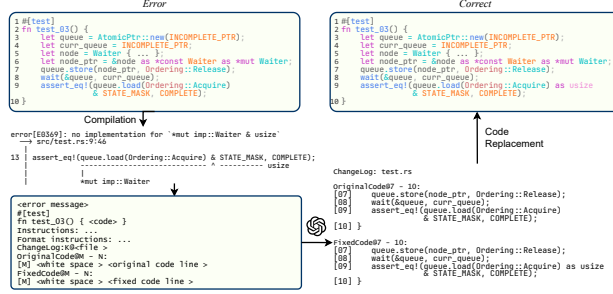 Error
1 #[test]
2 fn test_03() {
3 let queue = AtomicPtr::new(INCOMPLETE_PTR);
4 let curr_queue = INCOMPLETE_PTR;
5 let node = Waiter { ... };
6 let node_ptr = &node as *const Waiter as *mut Waiter;
7 queue.store(node_ptr, Ordering::Release);
8 wait(&queue, curr_queue);
9 assert_eq!(queue.load(Ordering::Acquire)
& STATE_MASK, COMPLETE);
10 }
Correct
1 #[test]
2 fn test_03() {
3 let queue = AtomicPtr::new(INCOMPLETE_PTR);
4 let curr_queue = INCOMPLETE_PTR;
5 let node = Waiter { ... };
6 let node_ptr = &node as *const Waiter as *mut Waiter;
7 queue.store(node_ptr, Ordering::Release);
8 wait(&queue, curr_queue);
9 assert_eq!(queue.load(Ordering::Acquire) as usize
& STATE_MASK, COMPLETE);
10 }
Compilation
error[E0369]: no implementation for `*mut imp::Waiter & usize`
--> src/test.rs:9:46
|
13 | assert_eq!(queue.load(Ordering::Acquire) & STATE_MASK, COMPLETE);
| ----------------------------- ^ ---------- usize
| |
| *mut imp::Waiter
<error message>
#[test]
fn test_03() { <code> }
Instructions: ...
Format instructions: ...
ChangeLog:K@<file >
OriginalCode@M - N:
[M] <white space > <original code line >
FixedCode@M - N:
[M] <white space > <fixed code line >
Code
Replacement
ChangeLog: test.rs
OriginalCode@7 - 10:
[07] queue.store(node_ptr, Ordering::Release);
[08] wait(&queue, curr_queue);
[09] assert_eq!(queue.load(Ordering::Acquire)
& STATE_MASK, COMPLETE);
[10] }
FixedCode@7 - 10:
[07] queue.store(node_ptr, Ordering::Release);
[08] wait(&queue, curr_queue);
[09] assert_eq!(queue.load(Ordering::Acquire) as usize
& STATE_MASK, COMPLETE);
[10] }